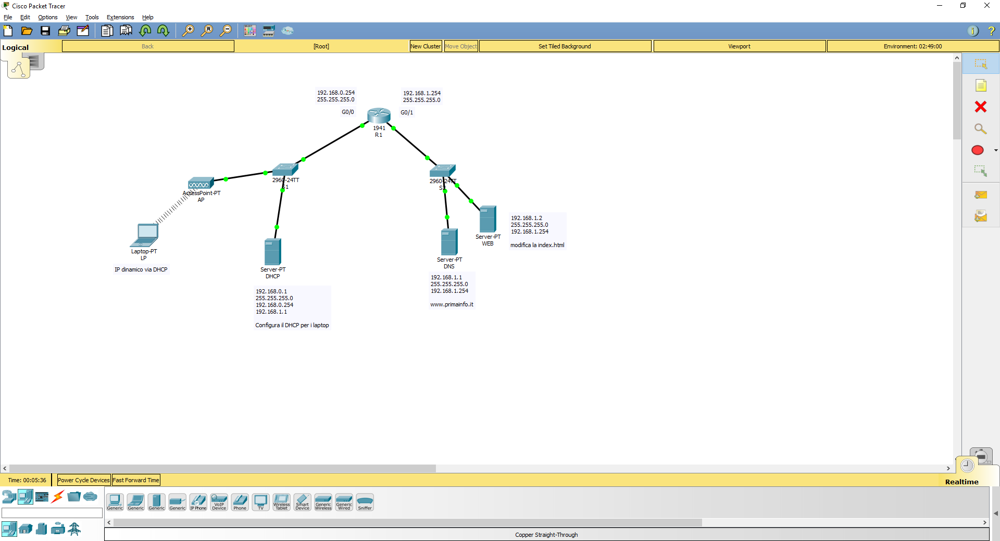 Cisco Packet Tracer
File Edit Options View Tools Extensions Help
Logical
Back
[Root]
New Cluster
Move Object
Set Tiled Background
Viewport
Environment: 02:49:00
192.168.0.254
255.255.255.0
G0/0
192.168.1.254
255.255.255.0
G0/1
1941
R1
2960-24TT
S1
2960-24TT
S2
AccessPoint-PT
AP
Laptop-PT
LP
IP dinamico via DHCP
Server-PT
DHCP
192.168.0.1
255.255.255.0
192.168.0.254
192.168.1.1
Configura il DHCP per i laptop
Server-PT
WEB
192.168.1.2
255.255.255.0
192.168.1.254
modifica la index.html
Server-PT
DNS
192.168.1.1
255.255.255.0
192.168.1.254
www.primainfo.it
Time: 00:05:36
Power Cycle Devices
Fast Forward Time
Realtime
Generic
Generic
Generic
Generic
IP Phone
VoIP
Device
Phone
TV
Wireless
Tablet
Smart
Device
Generic
Wireless
Generic
Wired
Sniffer
Copper Straight-Through